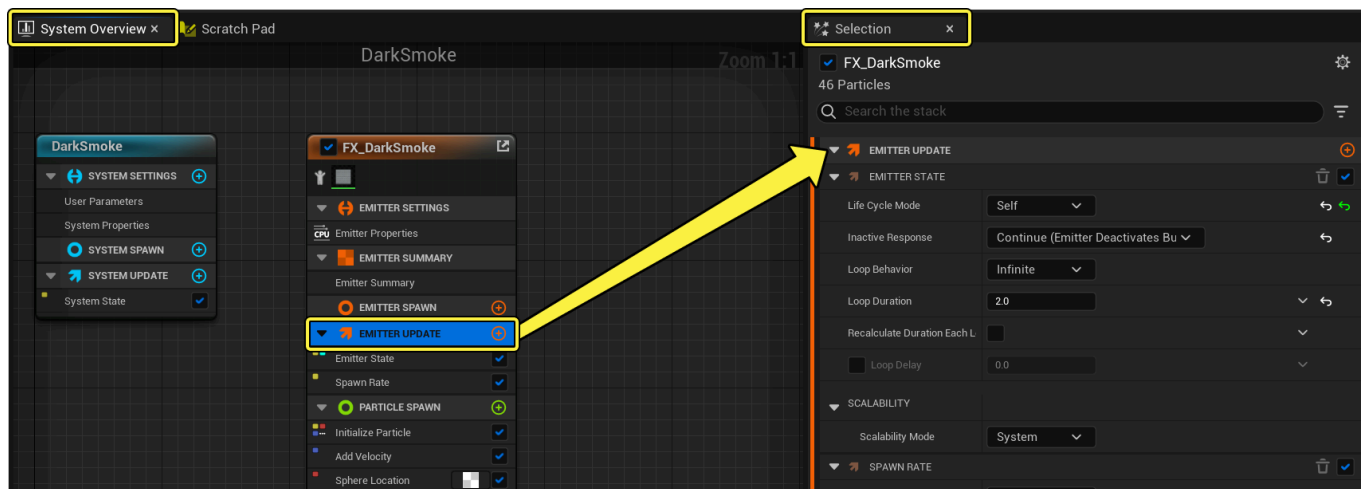 System Overview ×
Scratch Pad
DarkSmoke
Zoom 1:1
DarkSmoke
SYSTEM SETTINGS
User Parameters
System Properties
SYSTEM SPAWN
SYSTEM UPDATE
System State
FX_DarkSmoke
EMITTER SETTINGS
CPU Emitter Properties
EMITTER SUMMARY
Emitter Summary
EMITTER SPAWN
EMITTER UPDATE
Emitter State
Spawn Rate
PARTICLE SPAWN
Initialize Particle
Add Velocity
Sphere Location
Selection ×
FX_DarkSmoke
46 Particles
Search the stack
EMITTER UPDATE
EMITTER STATE
Life Cycle Mode Self
Inactive Response Continue (Emitter Deactivates Bu
Loop Behavior Infinite
Loop Duration 2.0
Recalculate Duration Each L
Loop Delay 0.0
SCALABILITY
Scalability Mode System
SPAWN RATE